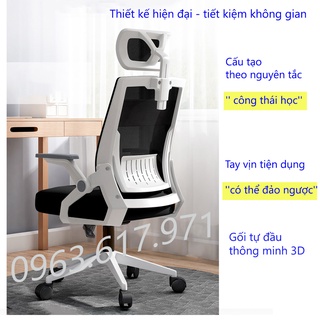 Thiết kế hiện đại - tiết kiệm không gian
Cấu tạo
theo nguyên tắc
" công thái học"
Tay vịn tiện dụng
"có thể đảo ngược"
Gối tự đầu
thông minh 3D
0963.617.971